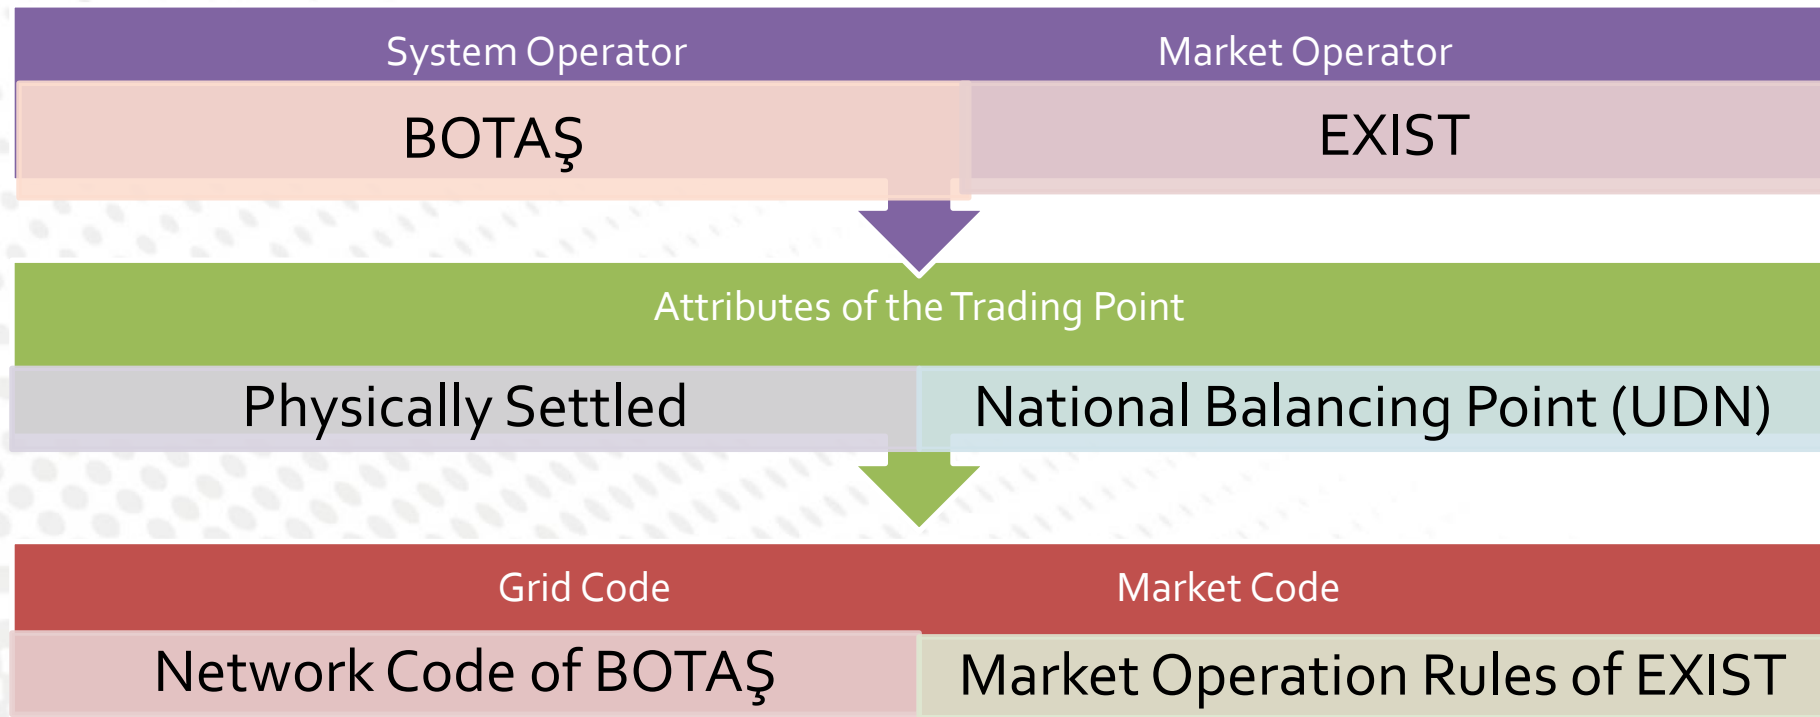 System Operator
Market Operator
BOTAŞ
EXIST
Attributes of the Trading Point
Physically Settled
National Balancing Point (UDN)
Grid Code
Market Code
Network Code of BOTAŞ
Market Operation Rules of EXIST